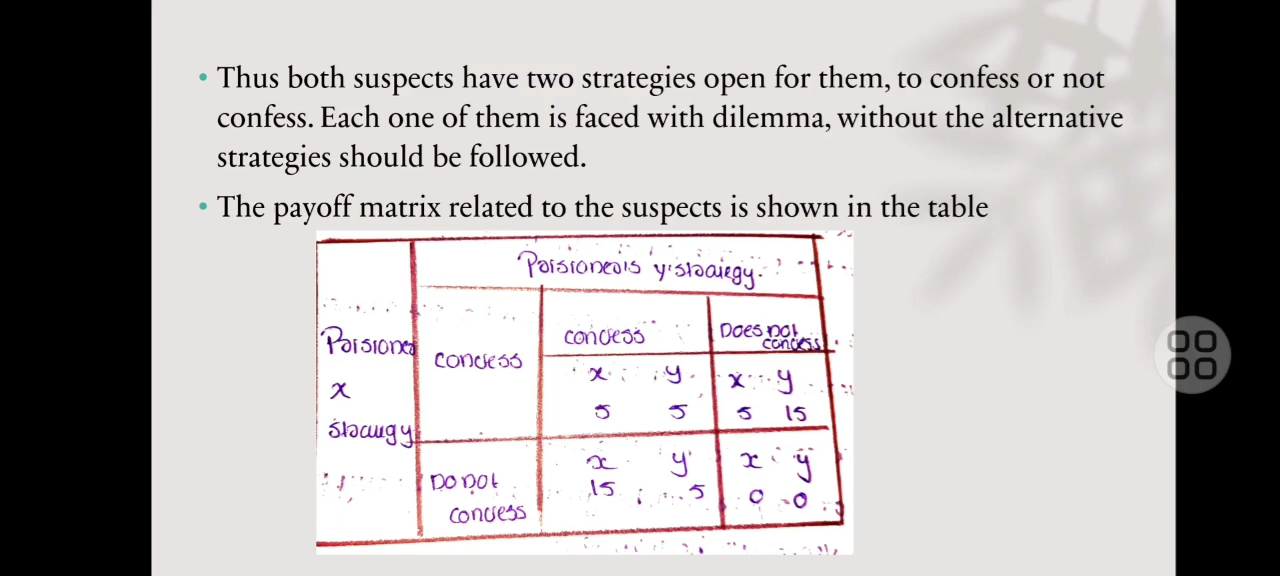 • Thus both suspects have two strategies open for them, to confess or not
confess. Each one of them is faced with dilemma, without the alternative
strategies should be followed.
• The payoff matrix related to the suspects is shown in the table
Poisioneois y'staciegy.
Poisioned
x
staciugy
concess
concess
Does not
concess
x y
5 5
x y
5 15
Do not
concess
x y
15 5
x y
0 0